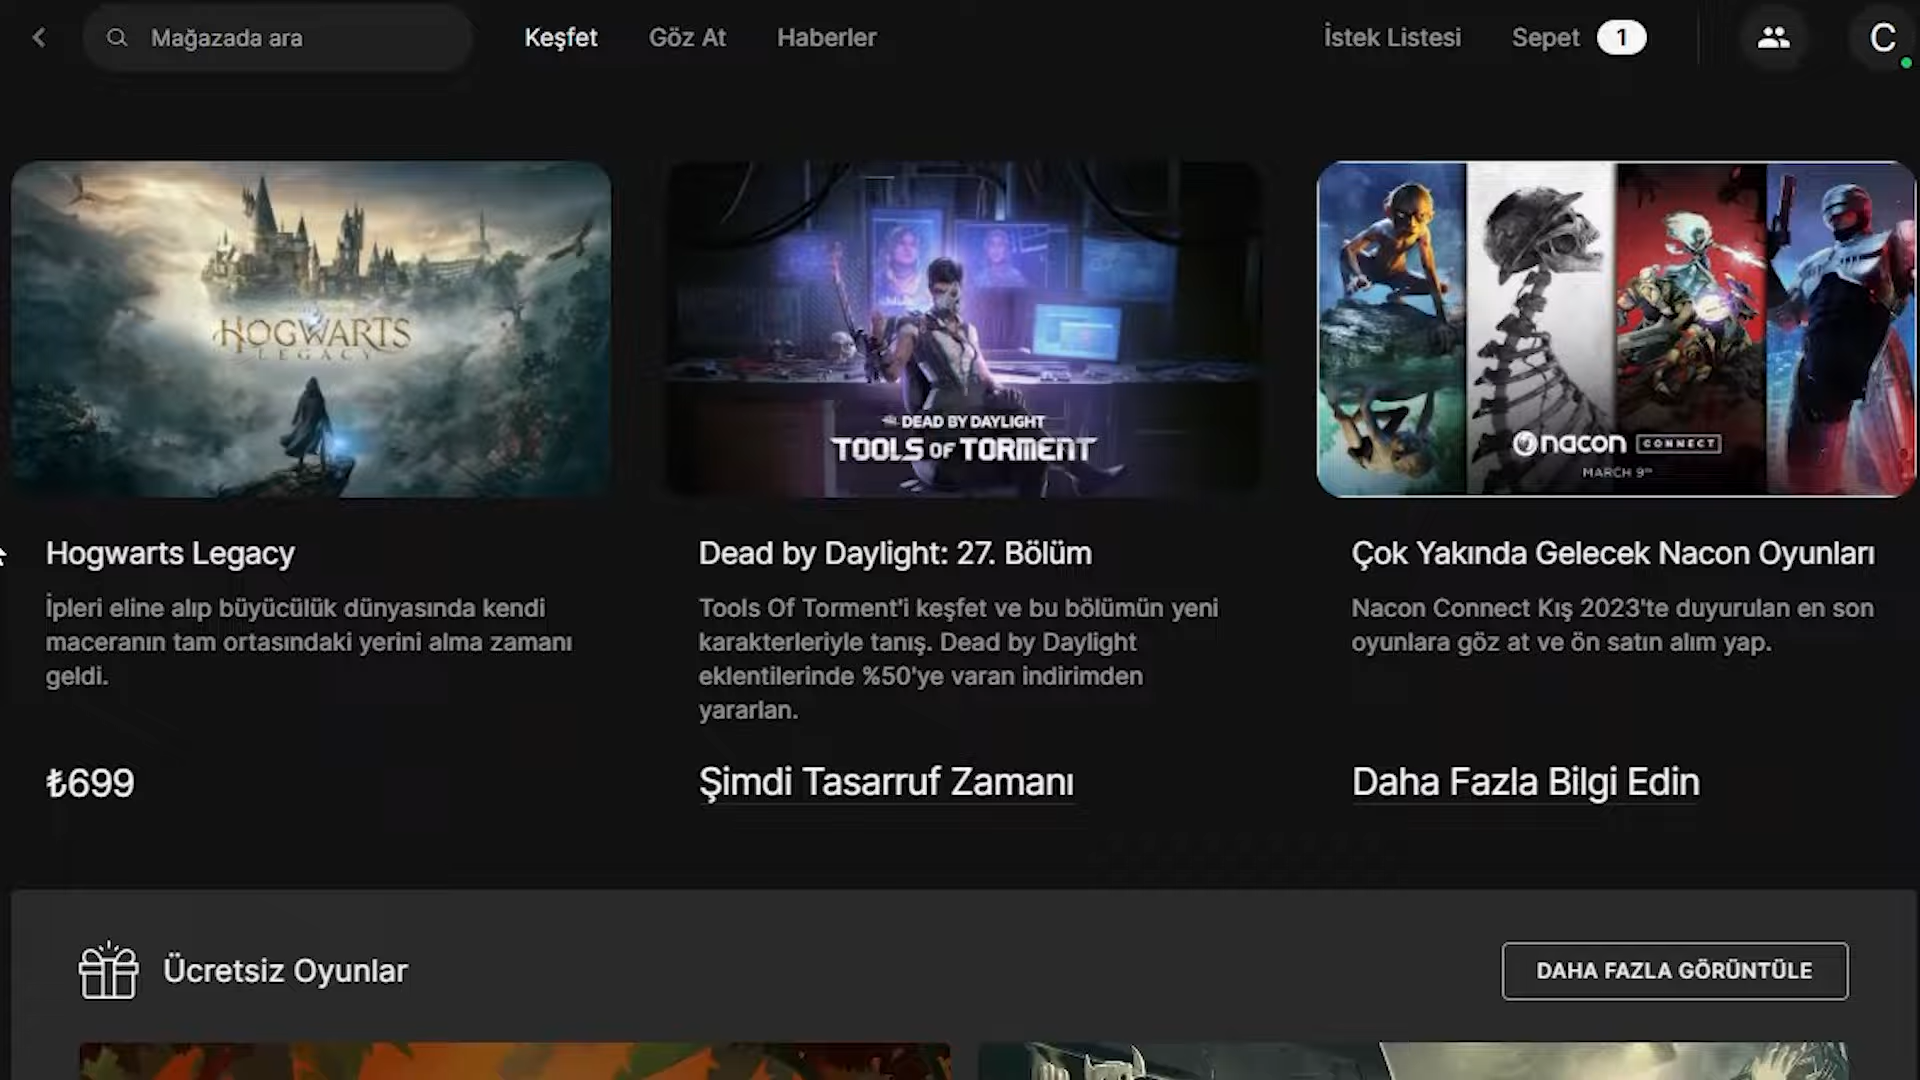 Mağazada ara
Keşfet
Göz At
Haberler
İstek Listesi
Sepet
1
C
HOGWARTS
LEGACY
DEAD BY DAYLIGHT
TOOLS OF TORMENT
nacon CONNECT
MARCH 9TH
Hogwarts Legacy
İpleri eline alıp büyücülük dünyasında kendi
maceranın tam ortasındaki yerini alma zamanı
geldi.
₺699
Dead by Daylight: 27. Bölüm
Tools Of Torment'i keşfet ve bu bölümün yeni
karakterleriyle tanış. Dead by Daylight
eklentilerinde %50'ye varan indirimden
yararlan.
Şimdi Tasarruf Zamanı
Çok Yakında Gelecek Nacon Oyunları
Nacon Connect Kış 2023'te duyurulan en son
oyunlara göz at ve ön satın alım yap.
Daha Fazla Bilgi Edin
Ücretsiz Oyunlar
DAHA FAZLA GÖRÜNTÜLE